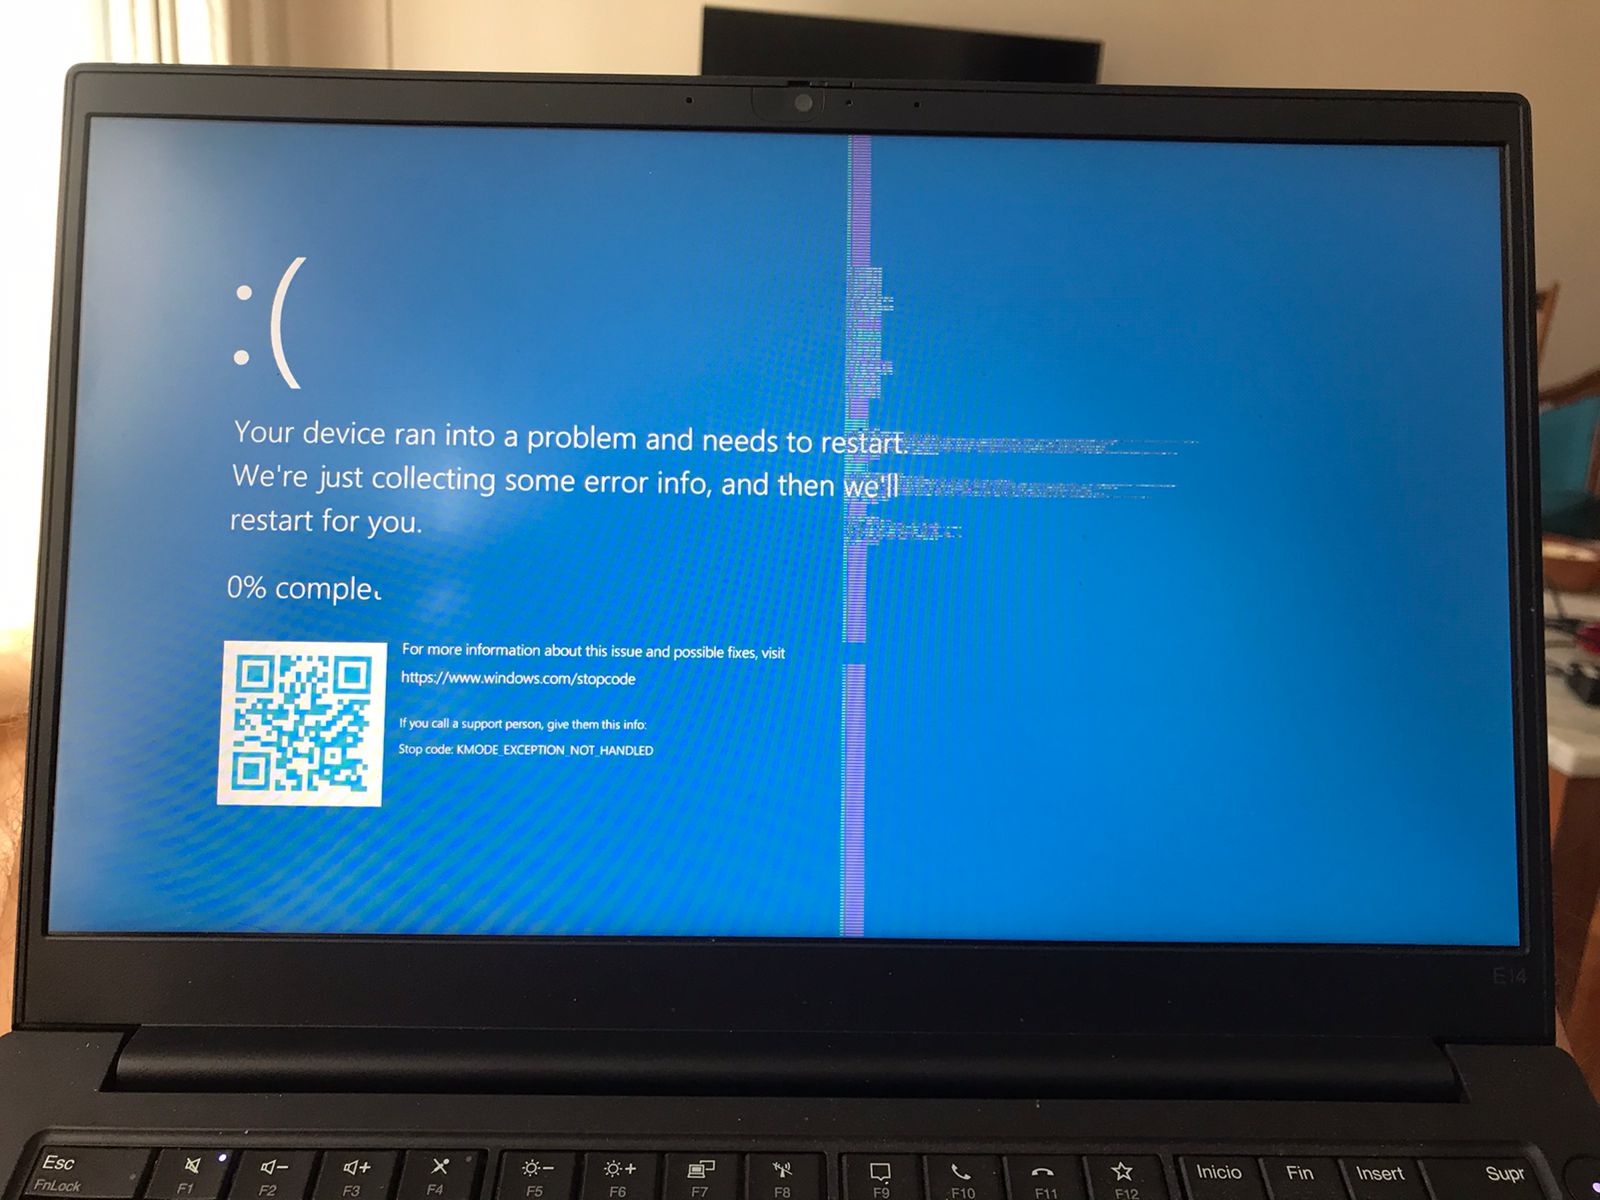 :(
Your device ran into a problem and needs to restart.
We're just collecting some error info, and then we'll
restart for you.
0% comple
For more information about this issue and possible fixes, visit
https://www.windows.com/stopcode
If you call a support person, give them this info:
Stop code: KMODE_EXCEPTION_NOT_HANDLED
E14
Esc
FnLock
F1
F2
F3
F4
F5
F6
F7
F8
F9
F10
F11
F12
Inicio
Fin
Insert
Supr